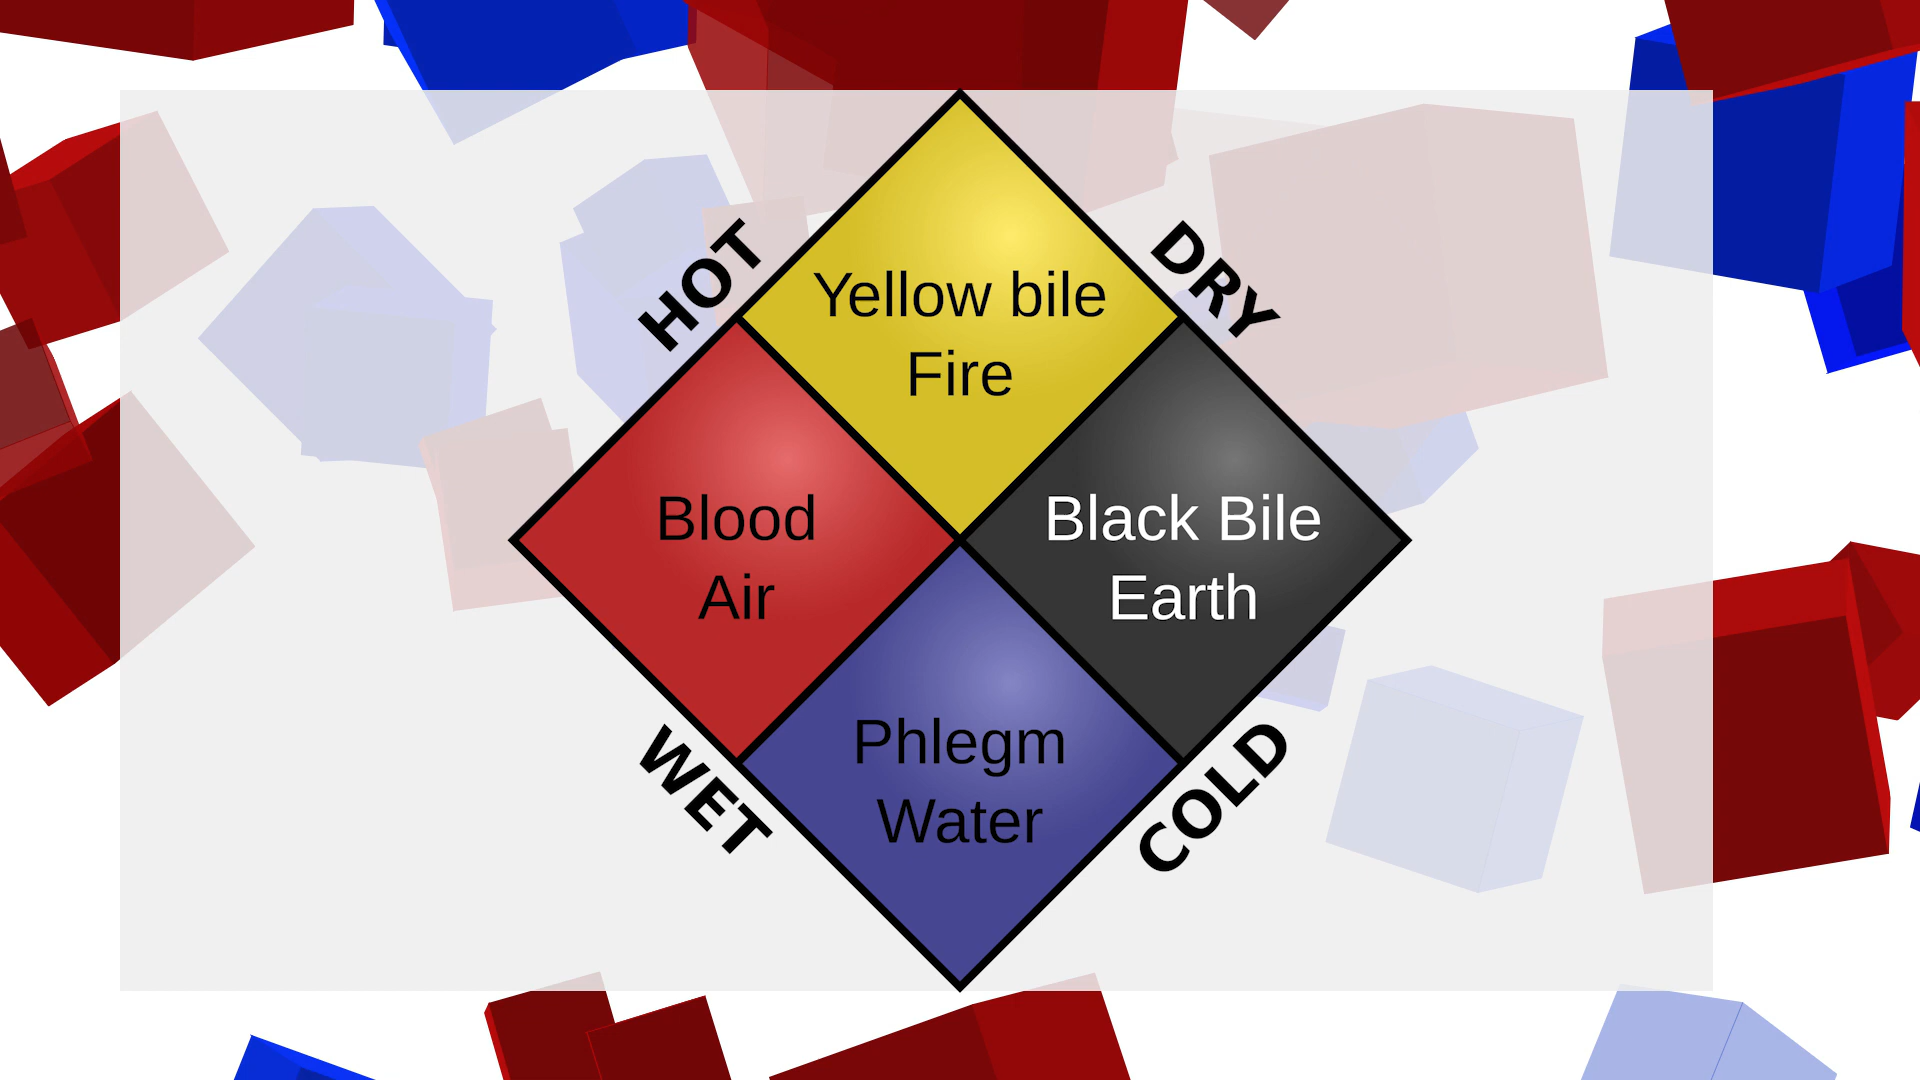 HOT
DRY
Yellow bile
Fire
Blood
Air
Black Bile
Earth
Phlegm
Water
WET
COLD